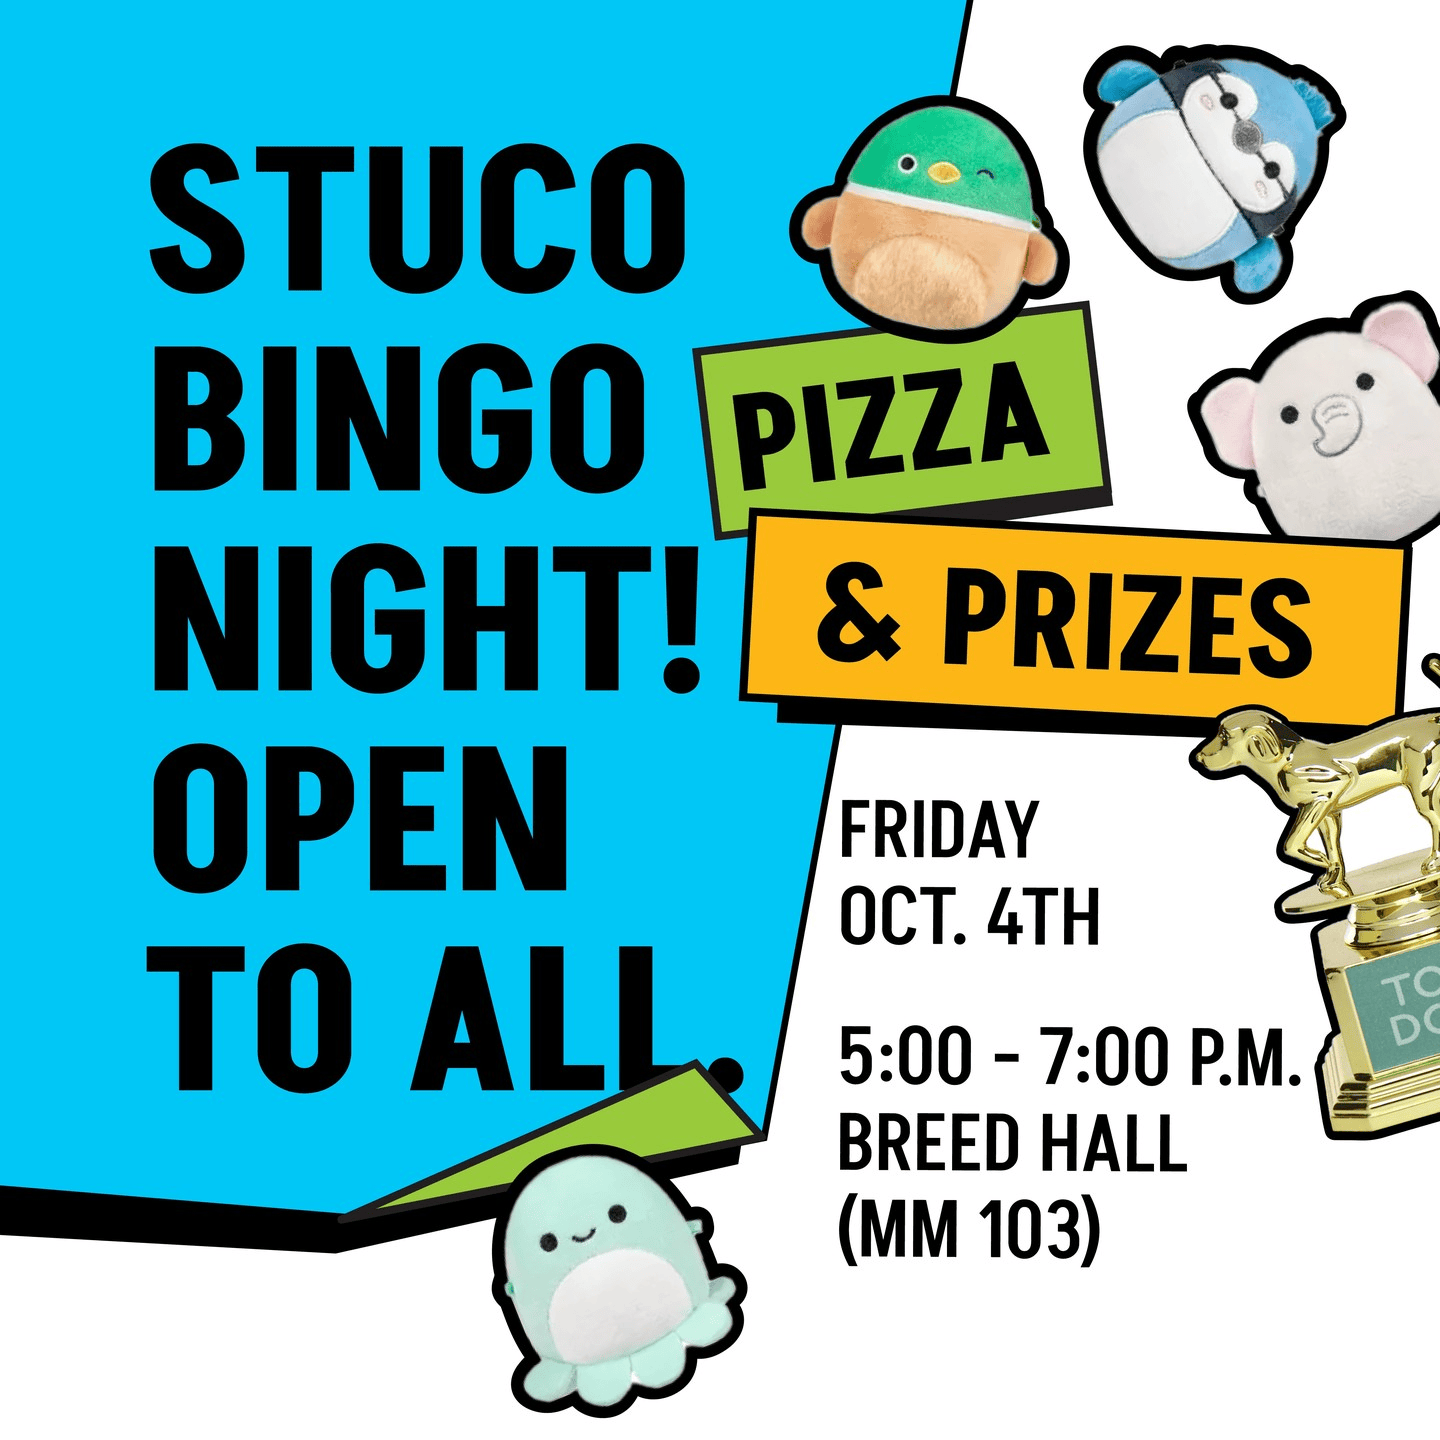 STUCO
BINGO
NIGHT!
OPEN
TO ALL.
PIZZA
& PRIZES
FRIDAY
OCT. 4TH
5:00 - 7:00 P.M.
BREED HALL
(MM 103)